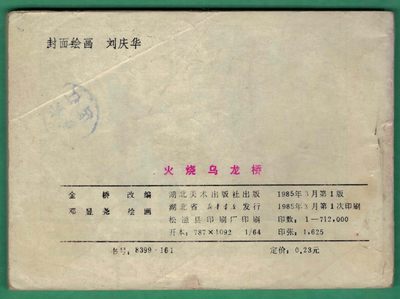 封面绘画 刘庆华
火烧乌龙桥
金桥改编 湖北美术出版社出版 1985年3月第1版
邓显尧绘画 湖北省新华书店发行 1985年3月第1次印刷
松滋县印刷厂印刷 印数：1—712,000
开本：787×1092 1/64 印张：1.625
书号：8399·161 定价：0.23元